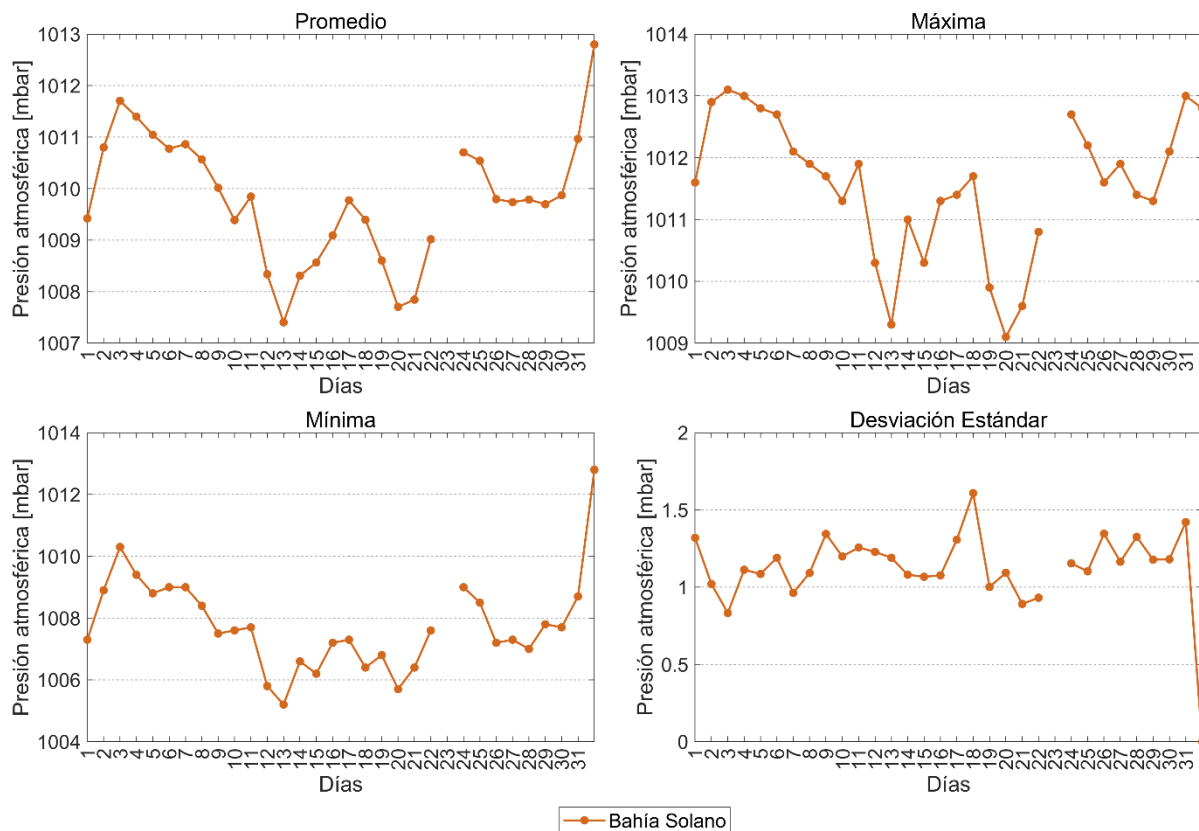 Promedio
Presión atmosférica [mbar]
1013
1012
1011
1010
1009
1008
1007
1 2 3 4 5 6 7 8 9 10 11 12 13 14 15 16 17 18 19 20 21 22 23 24 25 26 27 28 29 30 31
Días
Máxima
Presión atmosférica [mbar]
1014
1013
1012
1011
1010
1009
1 2 3 4 5 6 7 8 9 10 11 12 13 14 15 16 17 18 19 20 21 22 23 24 25 26 27 28 29 30 31
Días
Mínima
Presión atmosférica [mbar]
1014
1012
1010
1008
1006
1004
1 2 3 4 5 6 7 8 9 10 11 12 13 14 15 16 17 18 19 20 21 22 23 24 25 26 27 28 29 30 31
Días
Desviación Estándar
Presión atmosférica [mbar]
2
1.5
1
0.5
0
1 2 3 4 5 6 7 8 9 10 11 12 13 14 15 16 17 18 19 20 21 22 23 24 25 26 27 28 29 30 31
Días
Bahía Solano